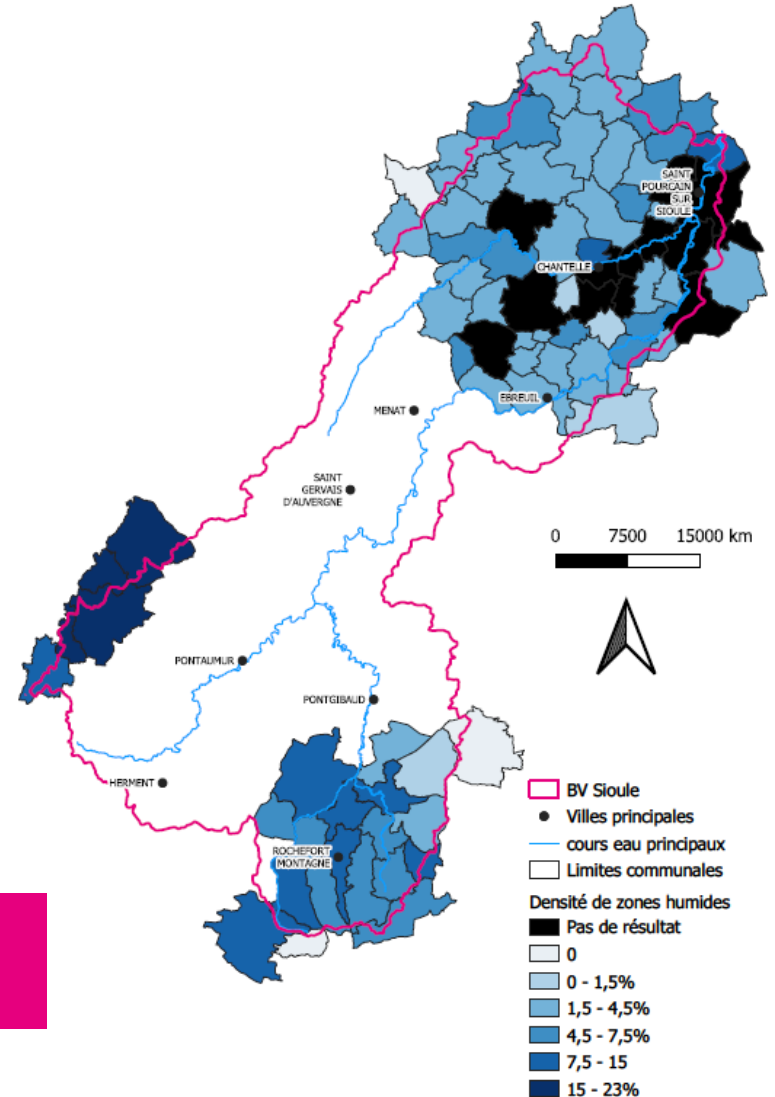 SAINT
POURCAIN
SUR
SIOULE
CHANTELLE
EBREUIL
MENAT
SAINT
GERVAIS
D'AUVERGNE
0 7500 15000 km
PONTAUMUR
PONTGIBAUD
HERMENT
ROCHEFORT
MONTAGNE
BV Sioule
Villes principales
cours eau principaux
Limites communales
Densité de zones humides
Pas de résultat
0
0 - 1,5%
1,5 - 4,5%
4,5 - 7,5%
7,5 - 15
15 - 23%